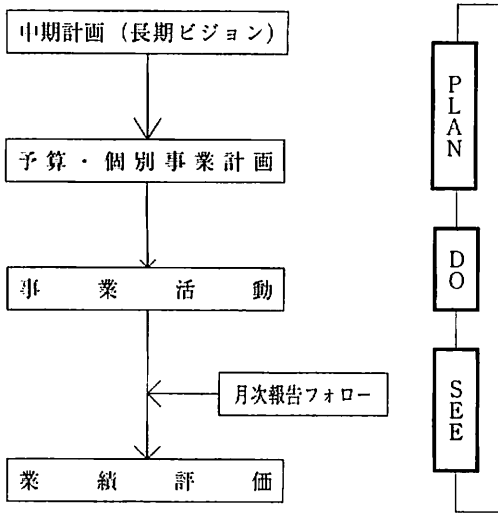 中期計画（長期ビジョン）
予算・個別事業計画
事業活動
月次報告フォロー
業績評価
PLAN
DO
SEE